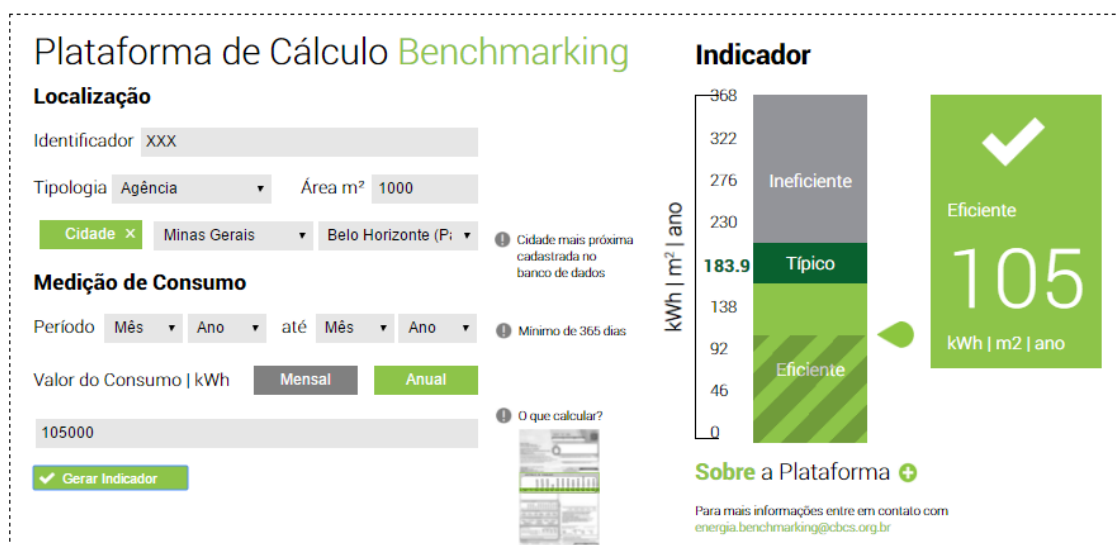 Plataforma de Cálculo Benchmarking
Localização
Identificador XXX
Tipologia Agência Área m² 1000
Cidade × Minas Gerais Belo Horizonte
Cidade mais próxima
cadastrada no
banco de dados
Medição de Consumo
Período Mês Ano até Mês Ano
Mínimo de 365 dias
Valor do Consumo | kWh Mensal Anual
O que calcular?
105000
Gerar Indicador
Indicador
kWh | m² | ano
368
322
276
230
183.9
138
92
46
0
Ineficiente
Típico
Eficiente
Eficiente
105
kWh | m2 | ano
Sobre a Plataforma
Para mais informações entre em contato com
energia.benchmarking@cbcs.org.br